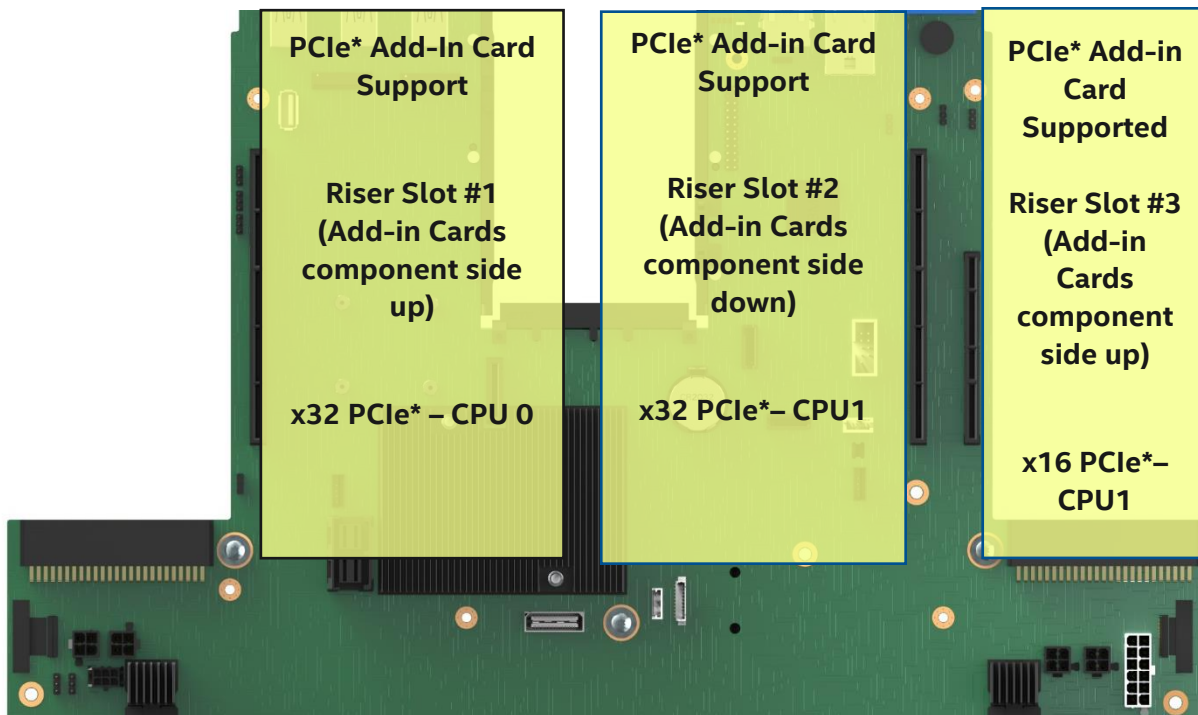 PCIe* Add-In Card
Support
Riser Slot #1
(Add-in Cards
component side
up)
x32 PCIe* – CPU 0
PCIe* Add-in Card
Support
Riser Slot #2
(Add-in Cards
component side
down)
x32 PCIe*– CPU1
PCIe* Add-in
Card
Supported
Riser Slot #3
(Add-in
Cards
component
side up)
x16 PCIe*–
CPU1